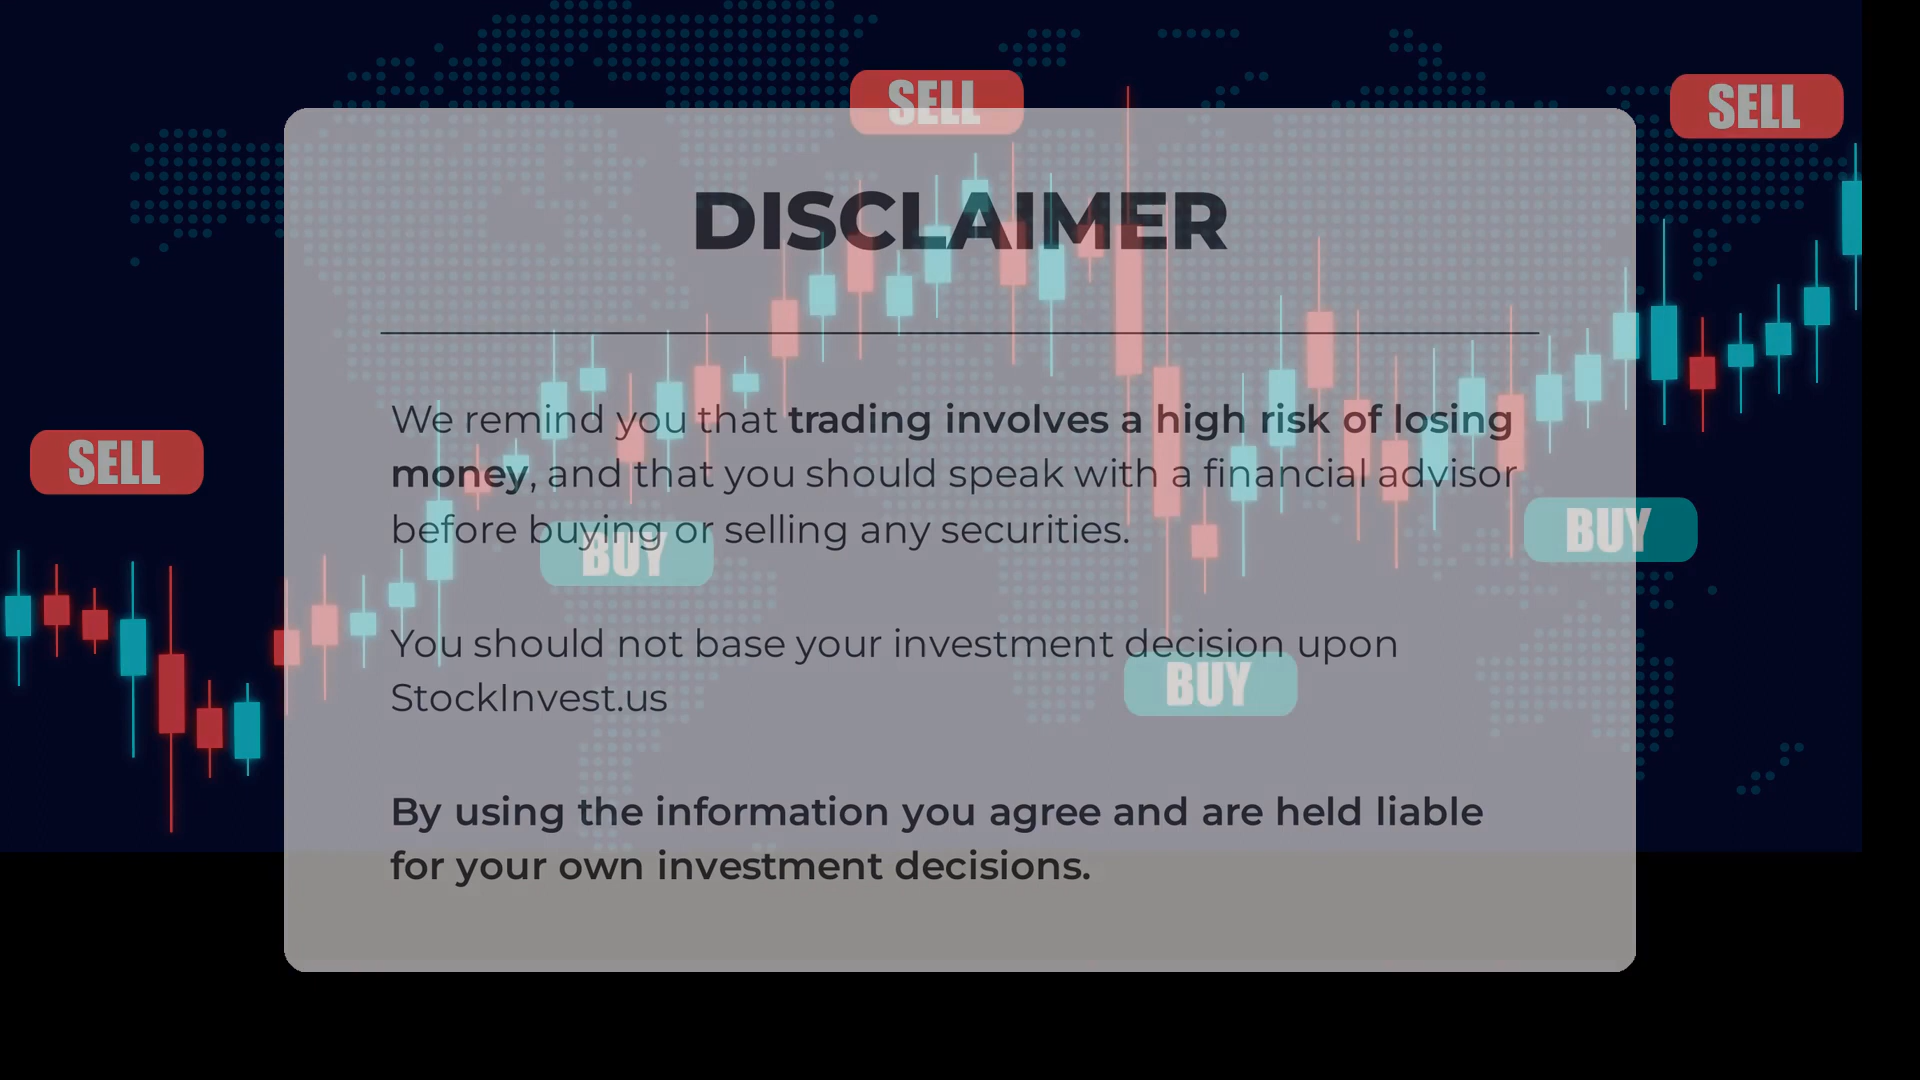 SELL
SELL
DISCLAIMER
We remind you that trading involves a high risk of losing
money, and that you should speak with a financial advisor
before buying or selling any securities.
SELL
BUY
BUY
You should not base your investment decision upon
StockInvest.us
BUY
By using the information you agree and are held liable
for your own investment decisions.